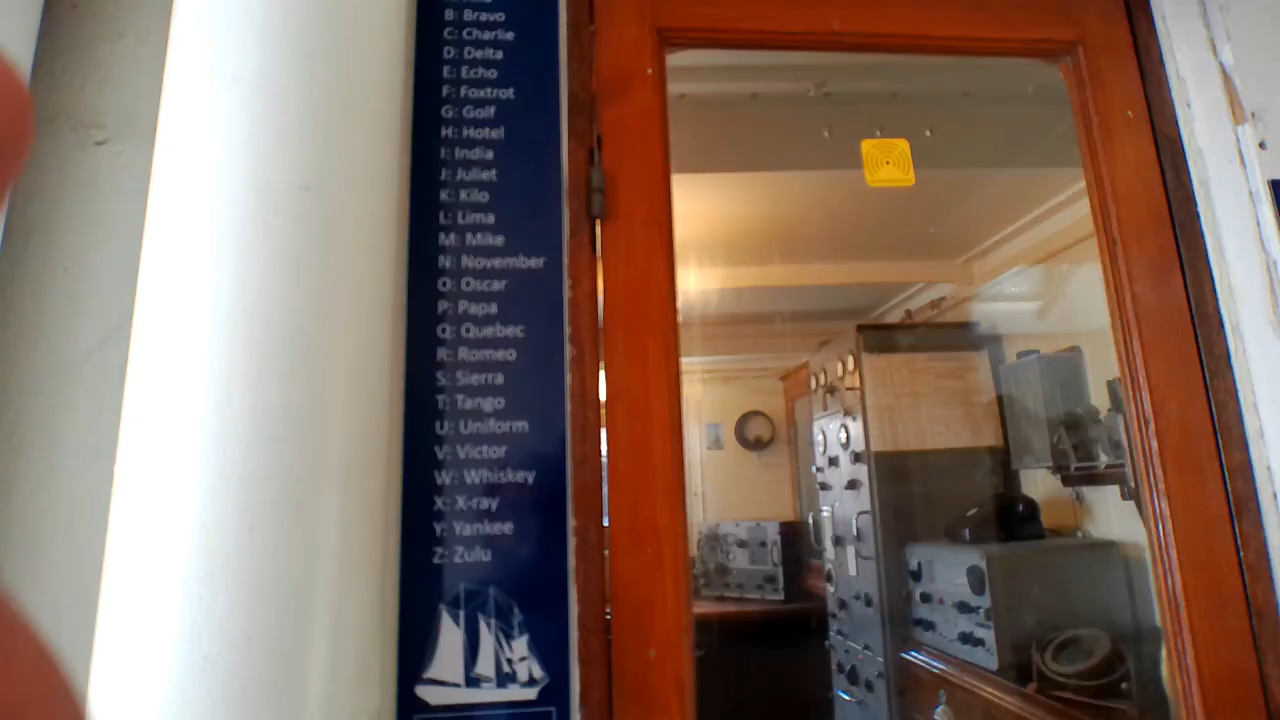 B: Bravo
C: Charlie
D: Delta
E: Echo
F: Foxtrot
G: Golf
H: Hotel
I: India
J: Juliet
K: Kilo
L: Lima
M: Mike
N: November
O: Oscar
P: Papa
Q: Quebec
R: Romeo
S: Sierra
T: Tango
U: Uniform
V: Victor
W: Whiskey
X: X-ray
Y: Yankee
Z: Zulu